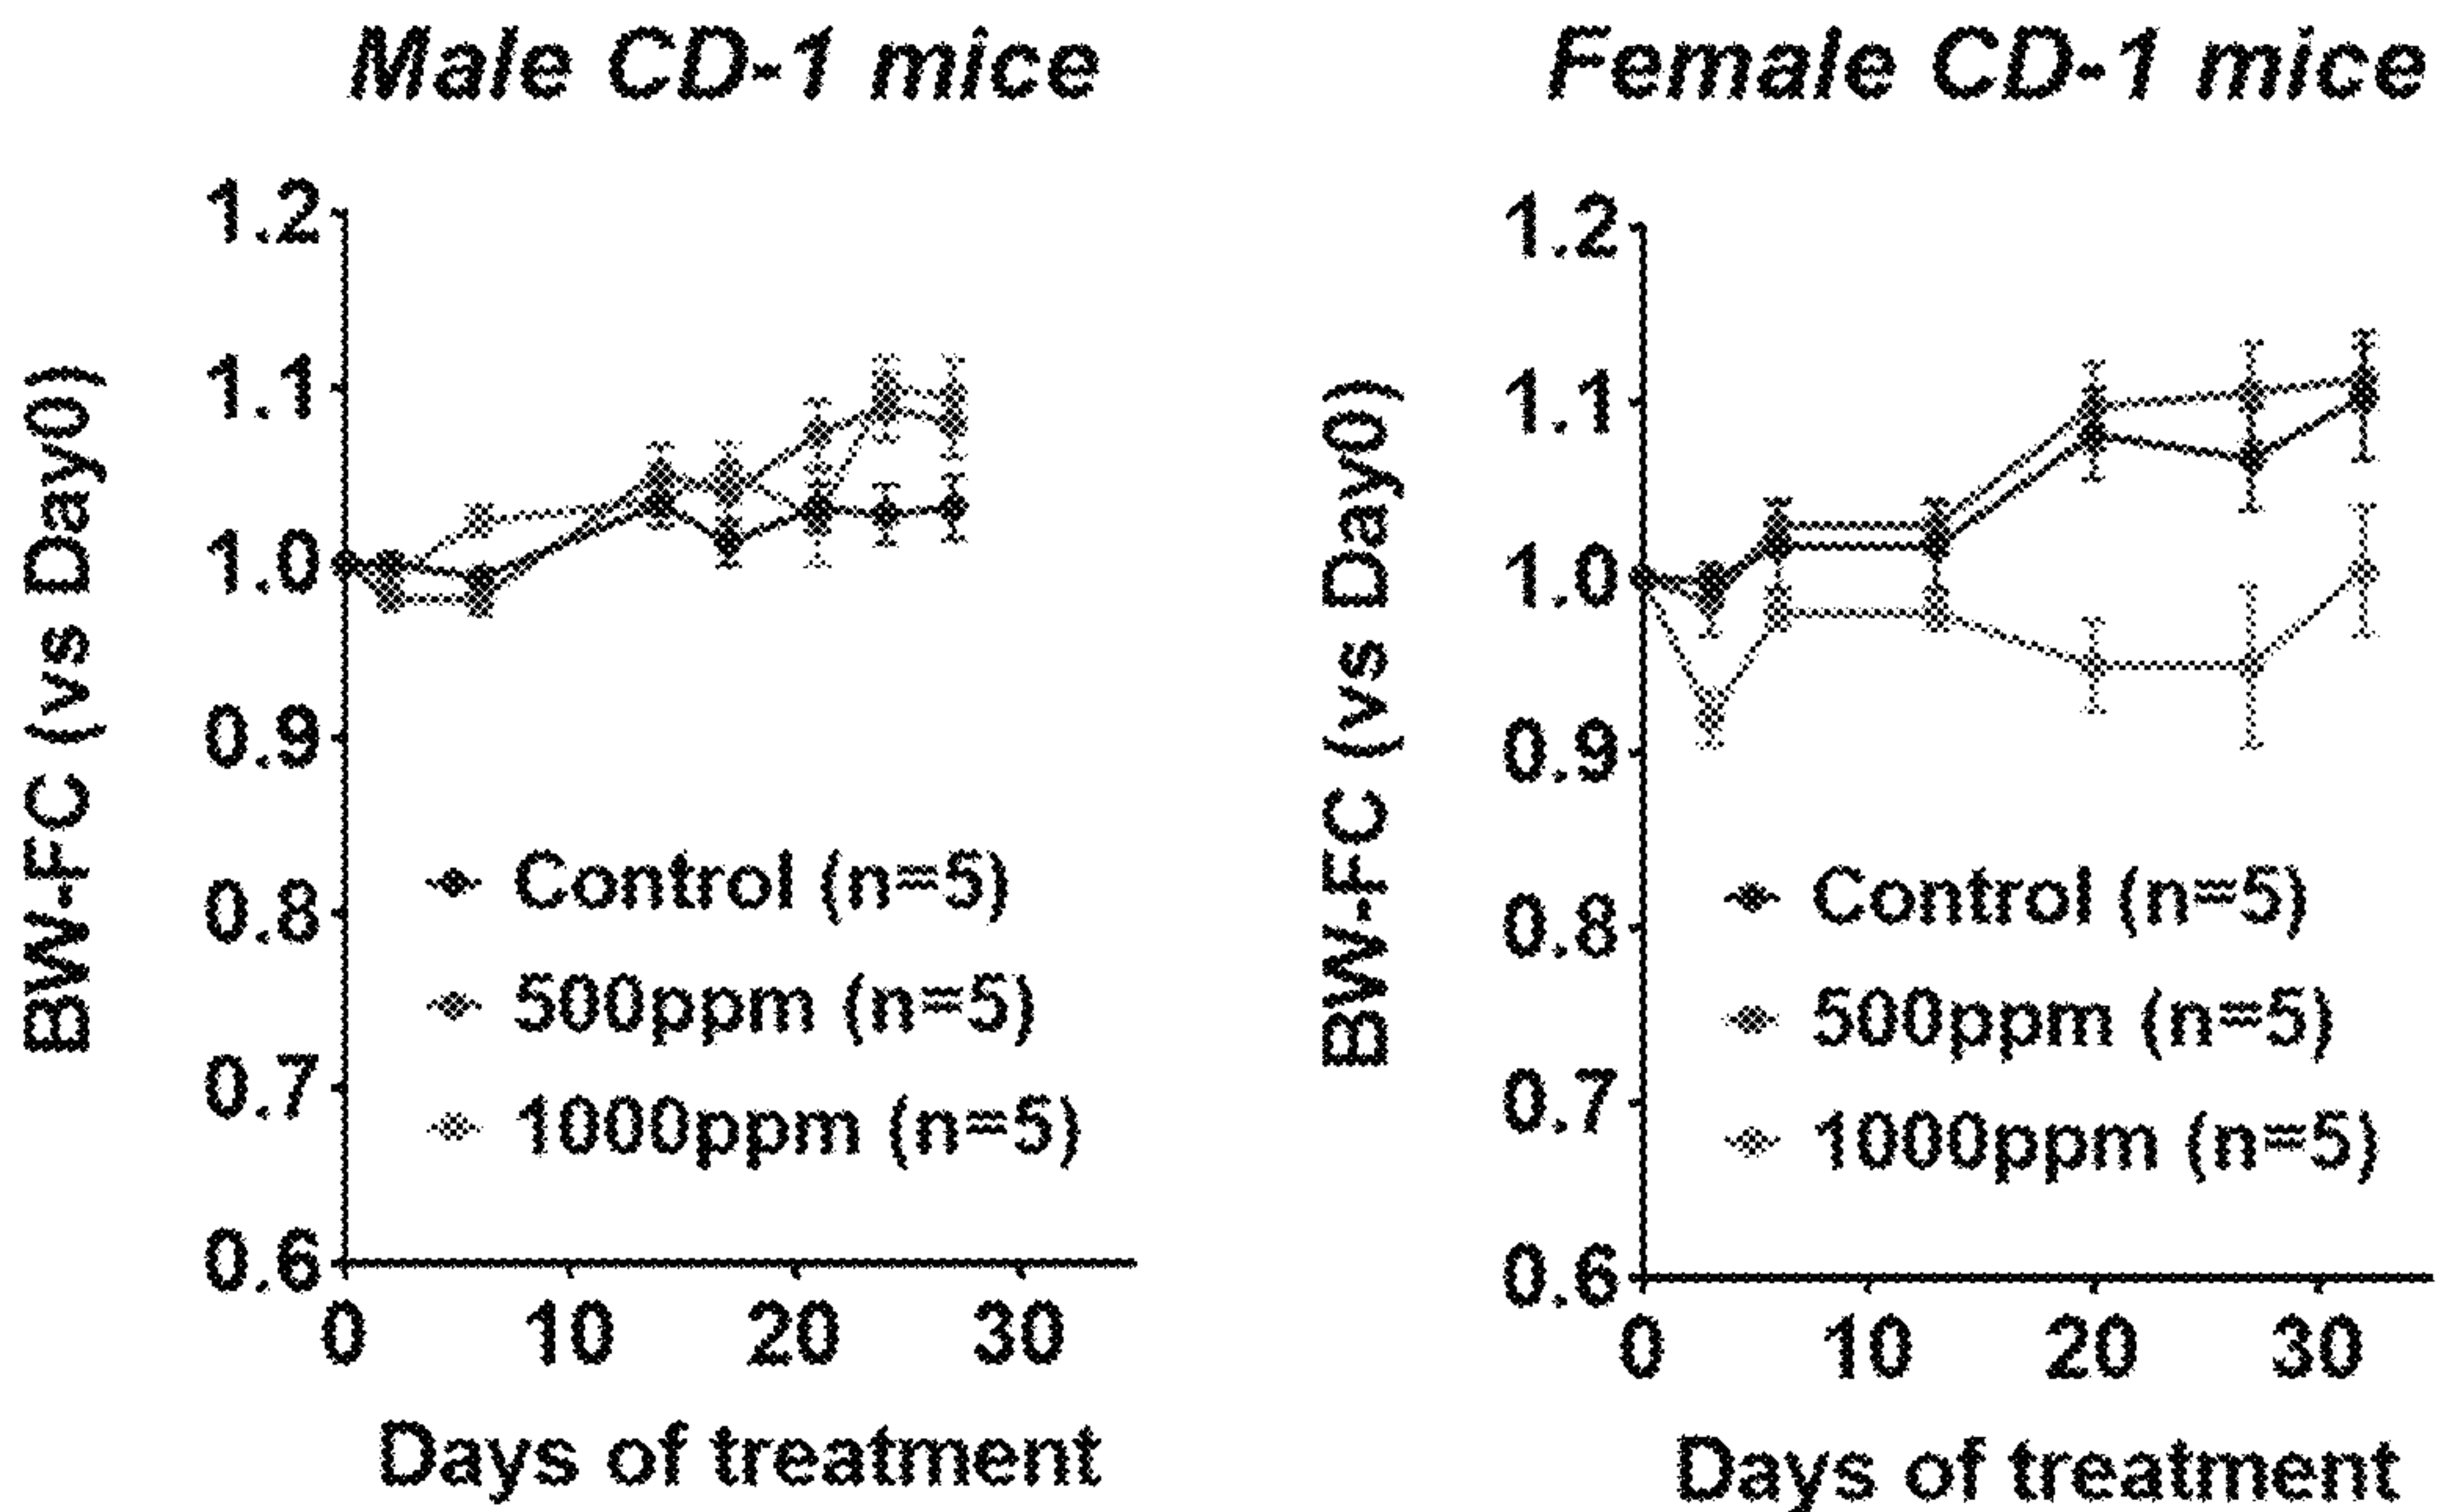 Male CD-1 mice
BW-FC (vs Day0)
1.2
1.1
1.0
0.9
0.8
0.7
0.6
0 10 20 30
Days of treatment
Control (n=5)
500ppm (n=5)
1000ppm (n=5)
Female CD-1 mice
BW-FC (vs Day0)
1.2
1.1
1.0
0.9
0.8
0.7
0.6
0 10 20 30
Days of treatment
Control (n=5)
500ppm (n=5)
1000ppm (n=5)